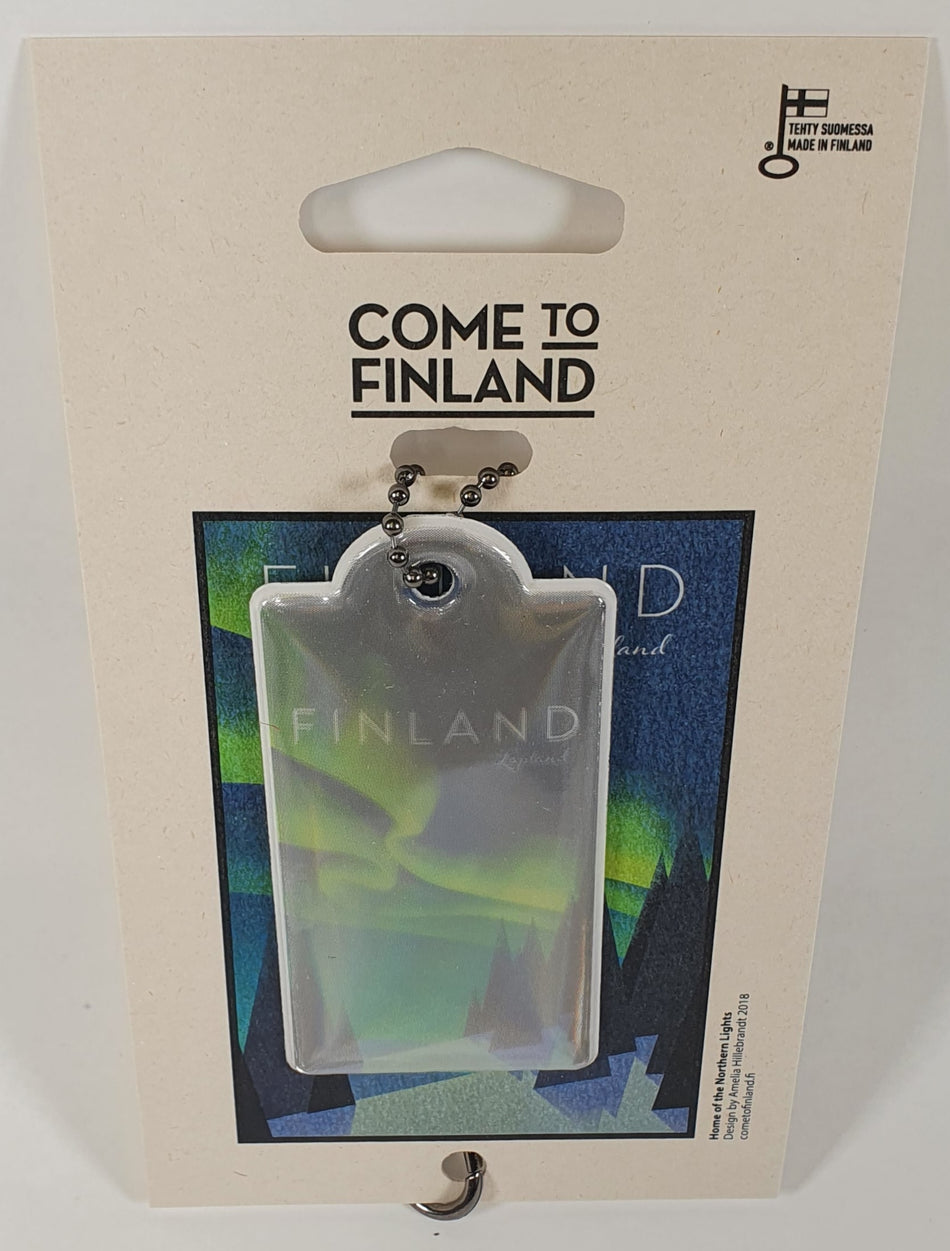 TEHTY SUOMESSA
® MADE IN FINLAND
COME TO
FINLAND
FINLAND
Lapland
Home of the Northern Lights
Design by Amelia Hillebrandt 2018
cometofinland.fi